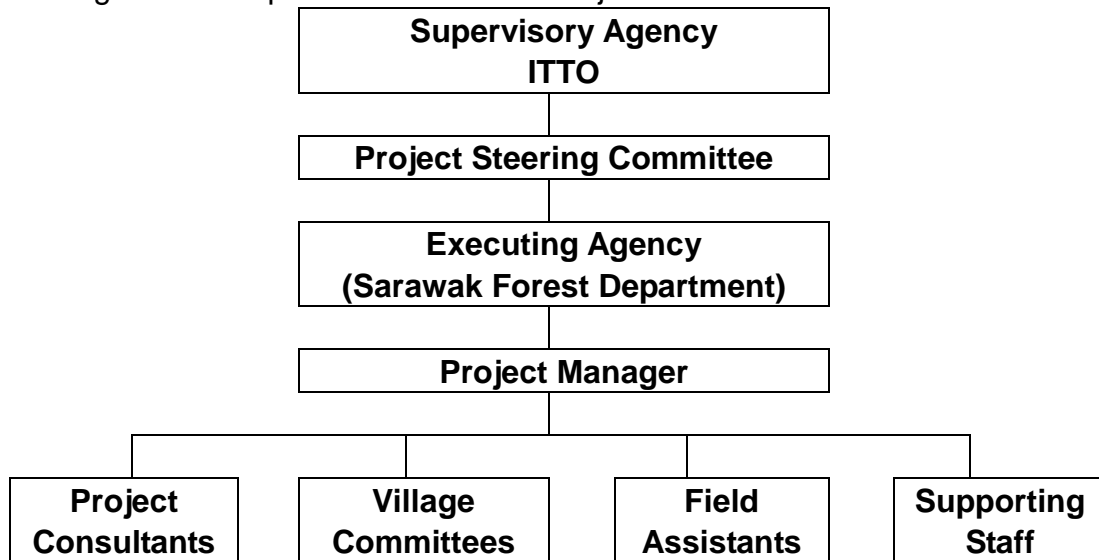 Supervisory Agency
ITTO
Project Steering Committee
Executing Agency
(Sarawak Forest Department)
Project Manager
Project
Consultants
Village
Committees
Field
Assistants
Supporting
Staff